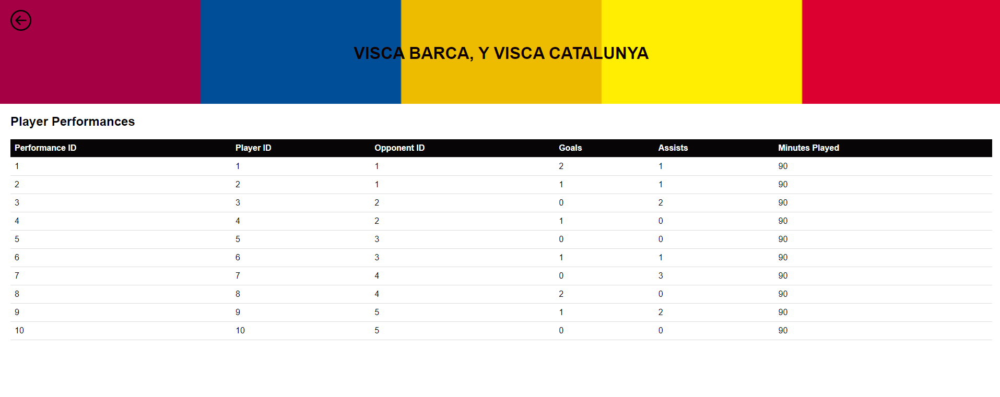 VISCA BARCA, Y VISCA CATALUNYA
Player Performances
Performance ID Player ID Opponent ID Goals Assists Minutes Played
1 1 1 2 1 90
2 2 1 1 1 90
3 3 2 0 2 90
4 4 2 1 0 90
5 5 3 0 0 90
6 6 3 1 1 90
7 7 4 0 3 90
8 8 4 2 0 90
9 9 5 1 2 90
10 10 5 0 0 90